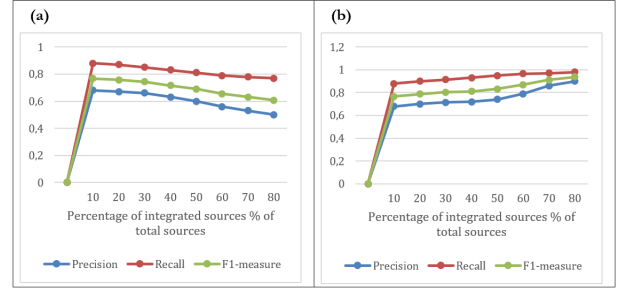 (a)
1
0,8
0,6
0,4
0,2
0
10 20 30 40 50 60 70 80
Percentage of integrated sources % of
total sources
Precision Recall F1-measure
(b)
1,2
1
0,8
0,6
0,4
0,2
0
10 20 30 40 50 60 70 80
Percentage of integrated sources % of
total sources
Precision Recall F1-measure